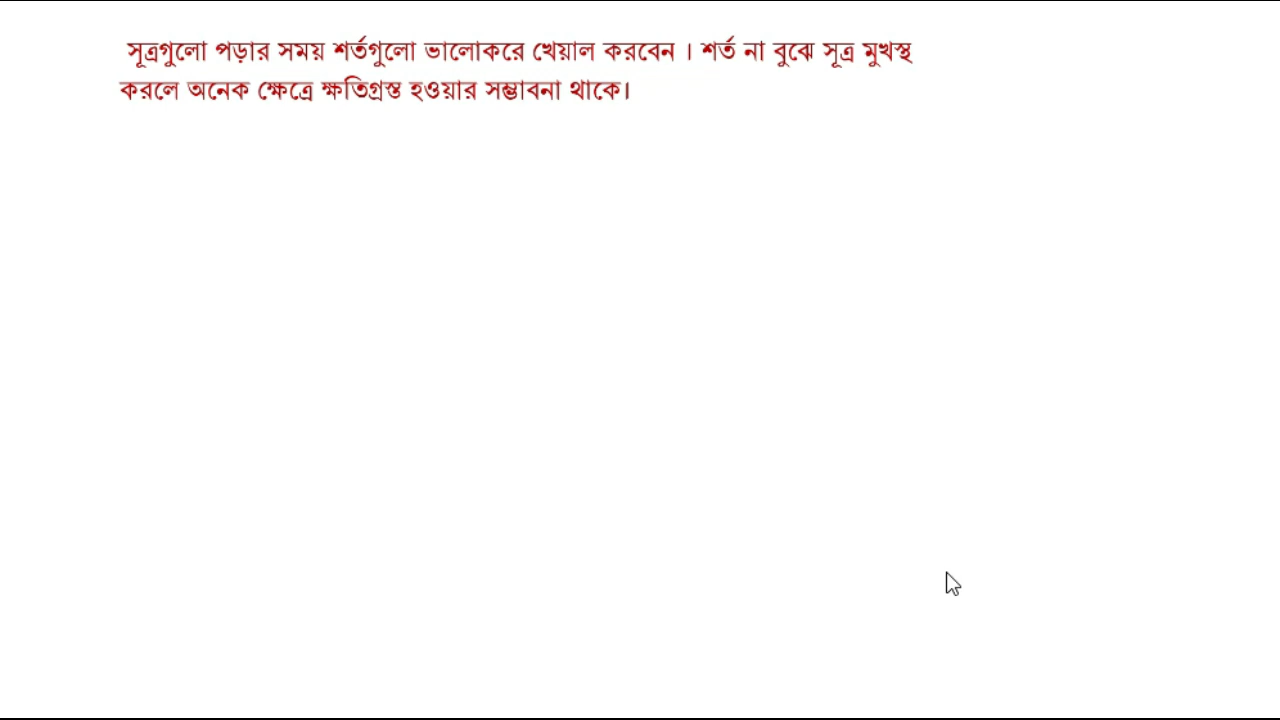 সূত্রগুলো পড়ার সময় শর্তগুলো ভালোকরে খেয়াল করবেন । শর্ত না বুঝে সূত্র মুখস্থ
করলে অনেক ক্ষেত্রে ক্ষতিগ্রস্ত হওয়ার সম্ভাবনা থাকে।